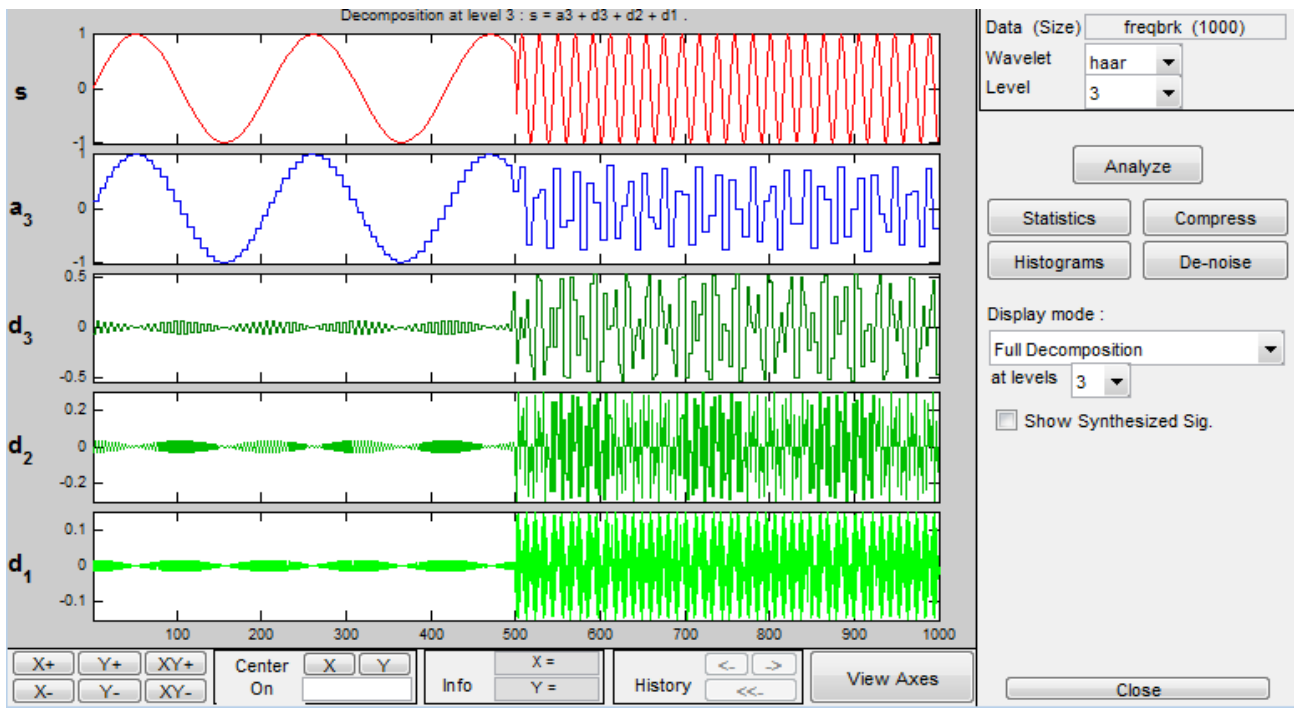 Decomposition at level 3 : s = a3 + d3 + d2 + d1 .
s
1
0
-1
a3
1
0
-1
d3
0.5
0
-0.5
d2
0.2
0
-0.2
d1
0.1
0
-0.1
100 200 300 400 500 600 700 800 900 1000
X+ Y+ XY+
X- Y- XY-
Center
On
X Y
Info
X =
Y =
History
<- ->
<<-
View Axes
Data (Size) freqbrk (1000)
Wavelet haar
Level 3
Analyze
Statistics Compress
Histograms De-noise
Display mode :
Full Decomposition
at levels 3
Show Synthesized Sig.
Close